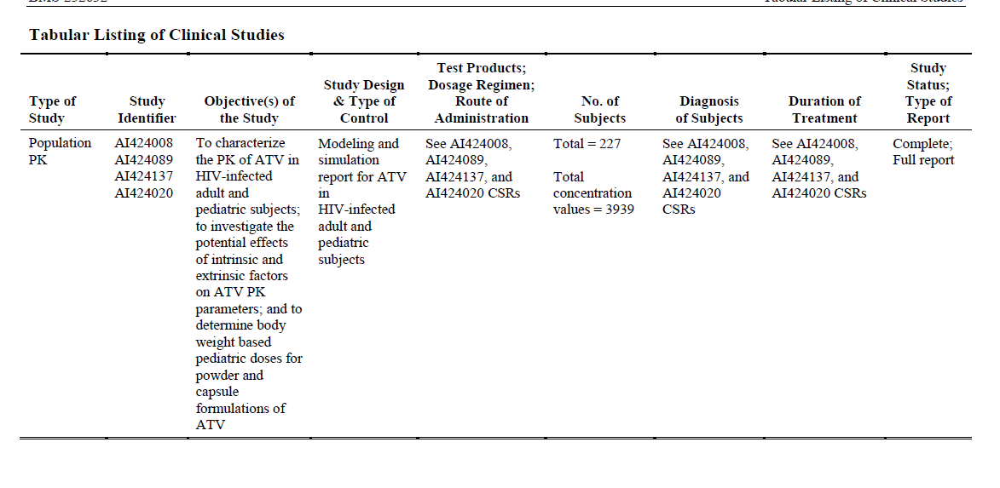 Tabular Listing of Clinical Studies
Type of
Study
Study
Identifier
Objective(s) of
the Study
Study Design
& Type of
Control
Test Products;
Dosage Regimen;
Route of
Administration
No. of
Subjects
Diagnosis
of Subjects
Duration of
Treatment
Study
Status;
Type of
Report
Population
PK
AI424008
AI424089
AI424137
AI424020
To characterize
the PK of ATV in
HIV-infected
adult and
pediatric subjects;
to investigate the
potential effects
of intrinsic and
extrinsic factors
on ATV PK
parameters; and to
determine body
weight based
pediatric doses for
powder and
capsule
formulations of
ATV
Modeling and
simulation
report for ATV
in
HIV-infected
adult and
pediatric
subjects
See AI424008,
AI424089,
AI424137, and
AI424020 CSRs
Total = 227
Total
concentration
values = 3939
See AI424008,
AI424089,
AI424137, and
AI424020
CSRs
See AI424008,
AI424089,
AI424137, and
AI424020 CSRs
Complete;
Full report